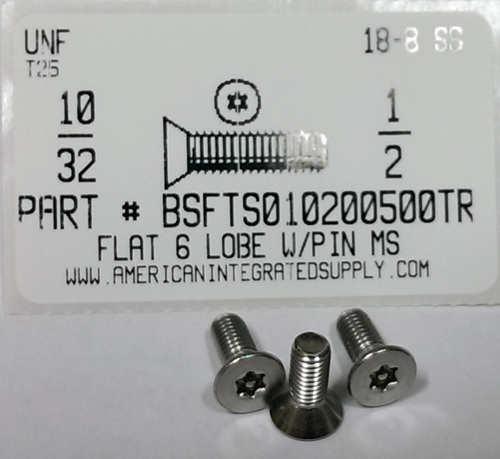 UNF
18-8 SS
T25
10
32
1
2
PART # BSFTS010200500TR
FLAT 6 LOBE W/PIN MS
WWW.AMERICANINTEGRATEDSUPPLY.COM